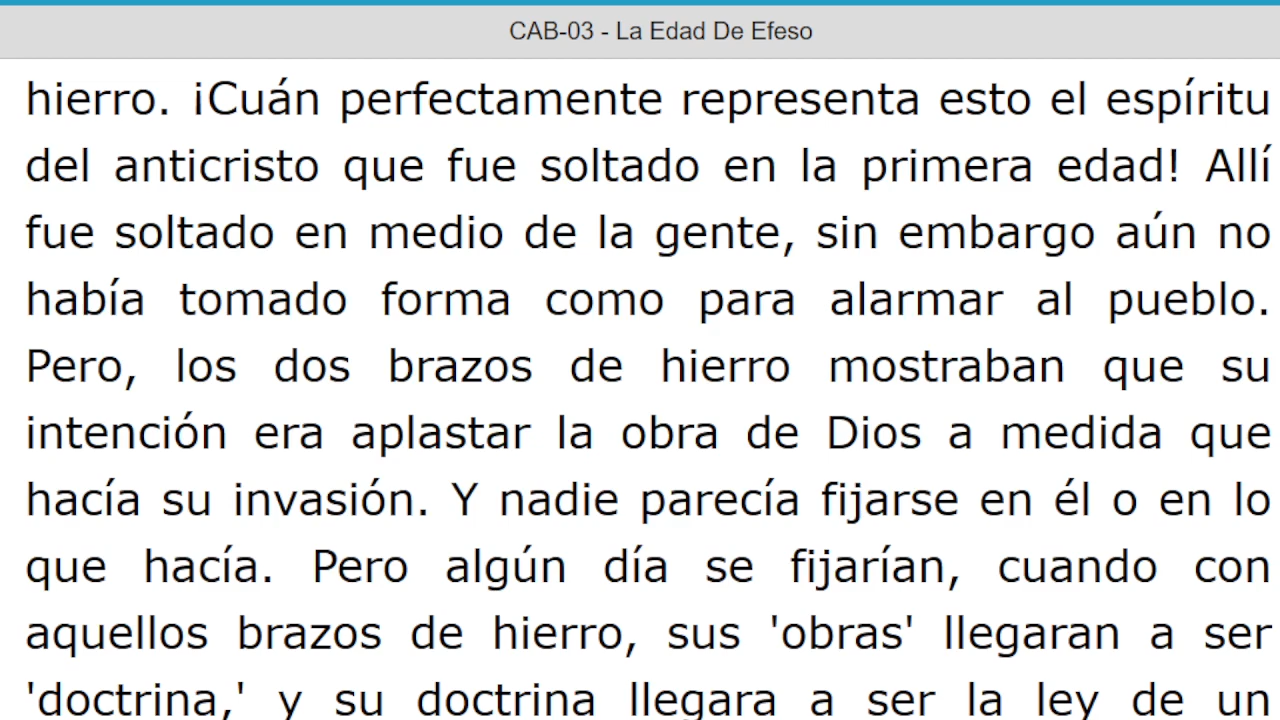 CAB-03 - La Edad De Efeso
hierro. ¡Cuán perfectamente representa esto el espíritu
del anticristo que fue soltado en la primera edad! Allí
fue soltado en medio de la gente, sin embargo aún no
había tomado forma como para alarmar al pueblo.
Pero, los dos brazos de hierro mostraban que su
intención era aplastar la obra de Dios a medida que
hacía su invasión. Y nadie parecía fijarse en él o en lo
que hacía. Pero algún día se fijarían, cuando con
aquellos brazos de hierro, sus 'obras' llegaran a ser
'doctrina,' y su doctrina llegara a ser la ley de un